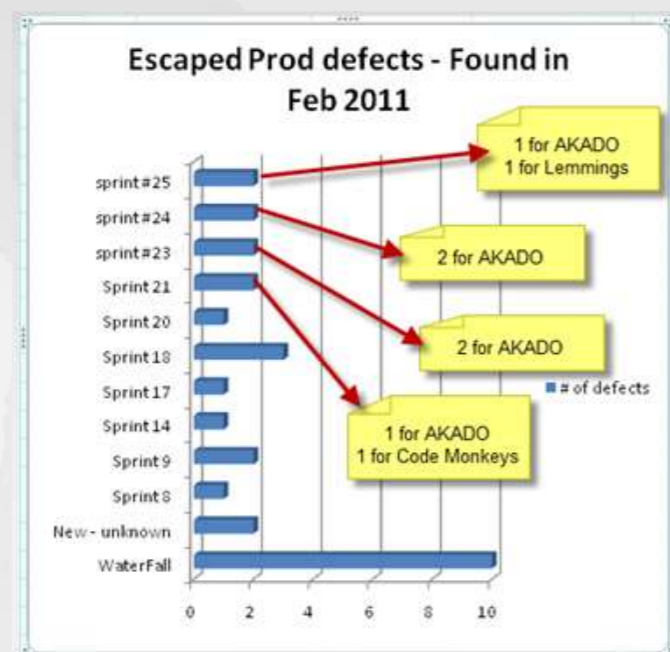 Escaped Prod defects - Found in
Feb 2011
1 for AKADO
1 for Lemmings
sprint #25
sprint #24
2 for AKADO
sprint #23
Sprint 21
Sprint 20
2 for AKADO
Sprint 18
# of defects
Sprint 17
1 for AKADO
1 for Code Monkeys
Sprint 14
Sprint 9
Sprint 8
New - unknown
WaterFall
0 2 4 6 8 10